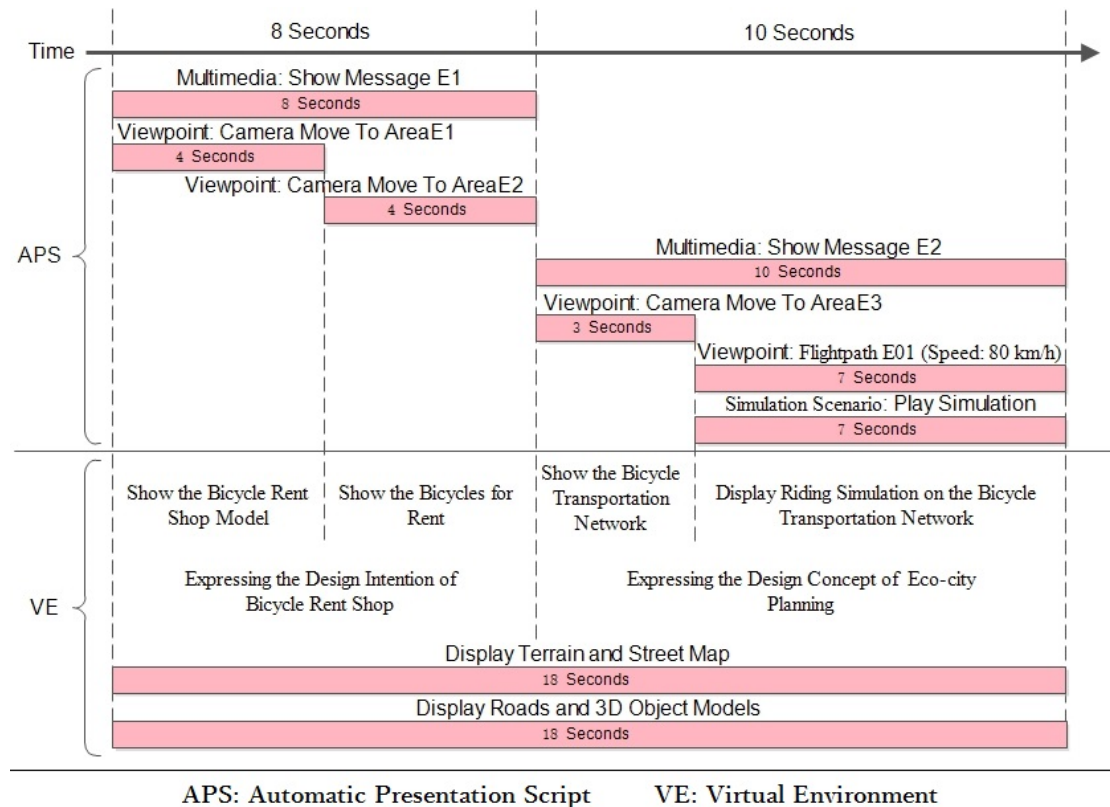 8 Seconds
10 Seconds
Time
Multimedia: Show Message E1
8 Seconds
Viewpoint: Camera Move To AreaE1
4 Seconds
Viewpoint: Camera Move To AreaE2
4 Seconds
APS
Multimedia: Show Message E2
10 Seconds
Viewpoint: Camera Move To AreaE3
3 Seconds
Viewpoint: Flightpath E01 (Speed: 80 km/h)
7 Seconds
Simulation Scenario: Play Simulation
7 Seconds
Show the Bicycle Rent
Shop Model
Show the Bicycles for
Rent
Show the Bicycle
Transportation
Network
Display Riding Simulation on the Bicycle
Transportation Network
VE
Expressing the Design Intention of
Bicycle Rent Shop
Expressing the Design Concept of Eco-city
Planning
Display Terrain and Street Map
18 Seconds
Display Roads and 3D Object Models
18 Seconds
APS: Automatic Presentation Script VE: Virtual Environment